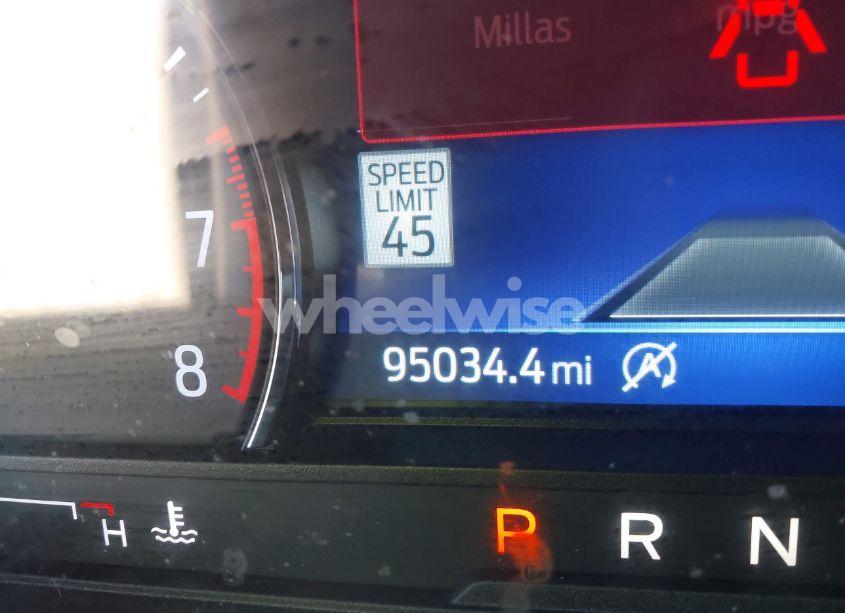 Millas
mpg
SPEED
LIMIT
45
7
wheelwise
8
95034.4 mi
A
H
P R N